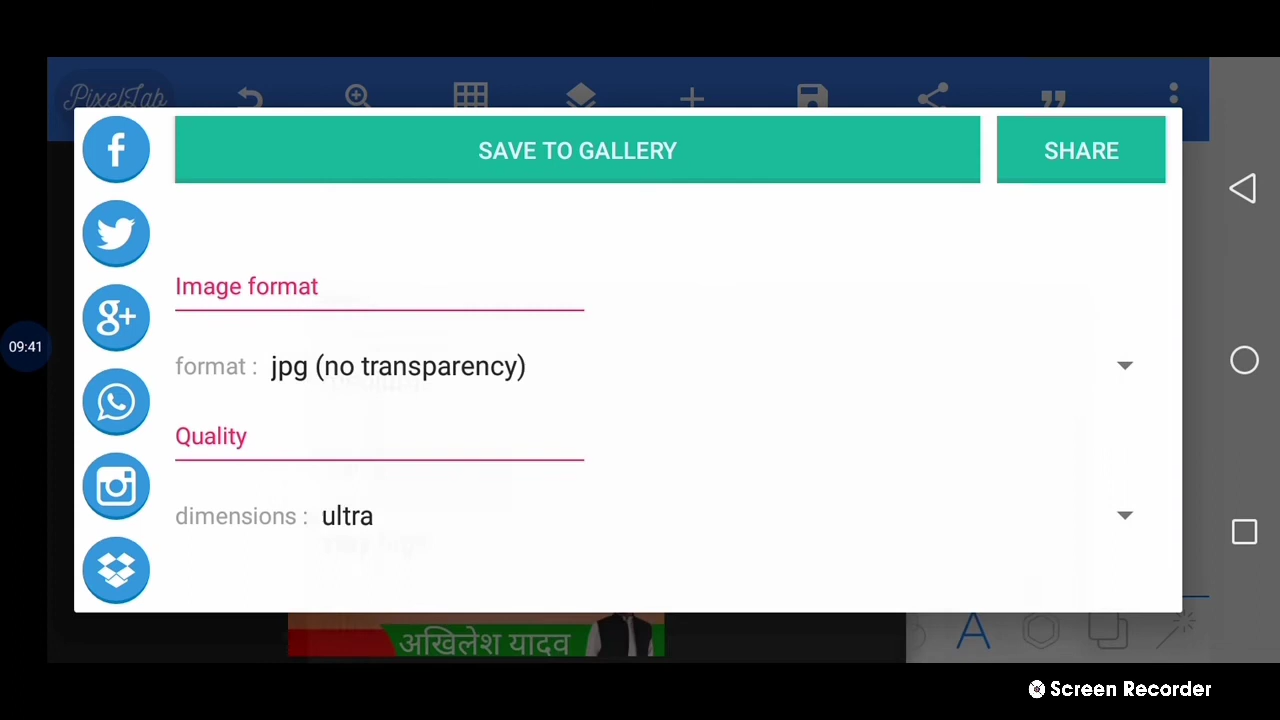 PixelLab
SAVE TO GALLERY
SHARE
Image format
09:41
format : jpg (no transparency)
Quality
dimensions : ultra
अखिलेश यादव
Screen Recorder